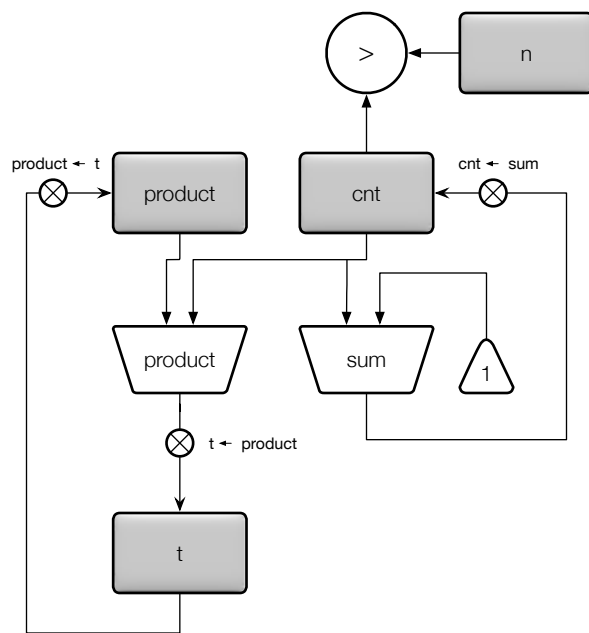 >
n
product ← t
product
cnt
cnt ← sum
product
sum
1
t ← product
t